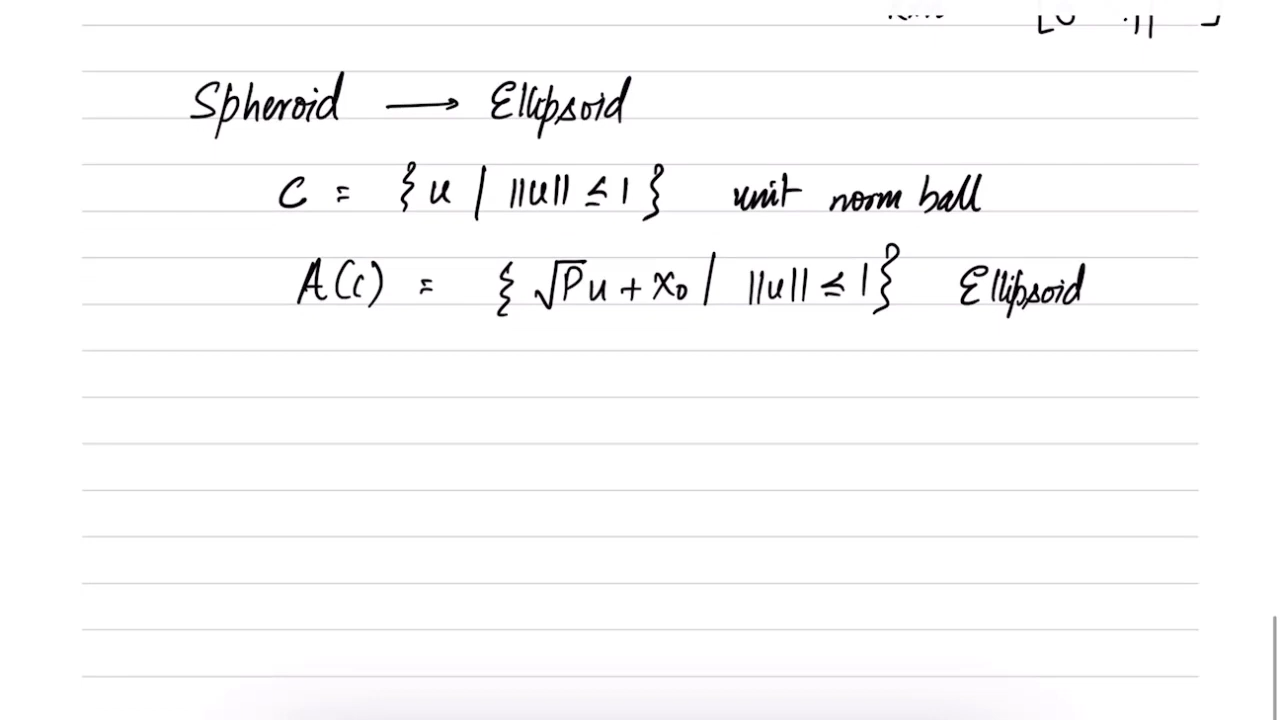 Spheroid ⟶ Ellipsoid
C = { u | ||u|| ≤ 1 } unit norm ball
A(C) = { √P u + x₀ | ||u|| ≤ 1 } Ellipsoid